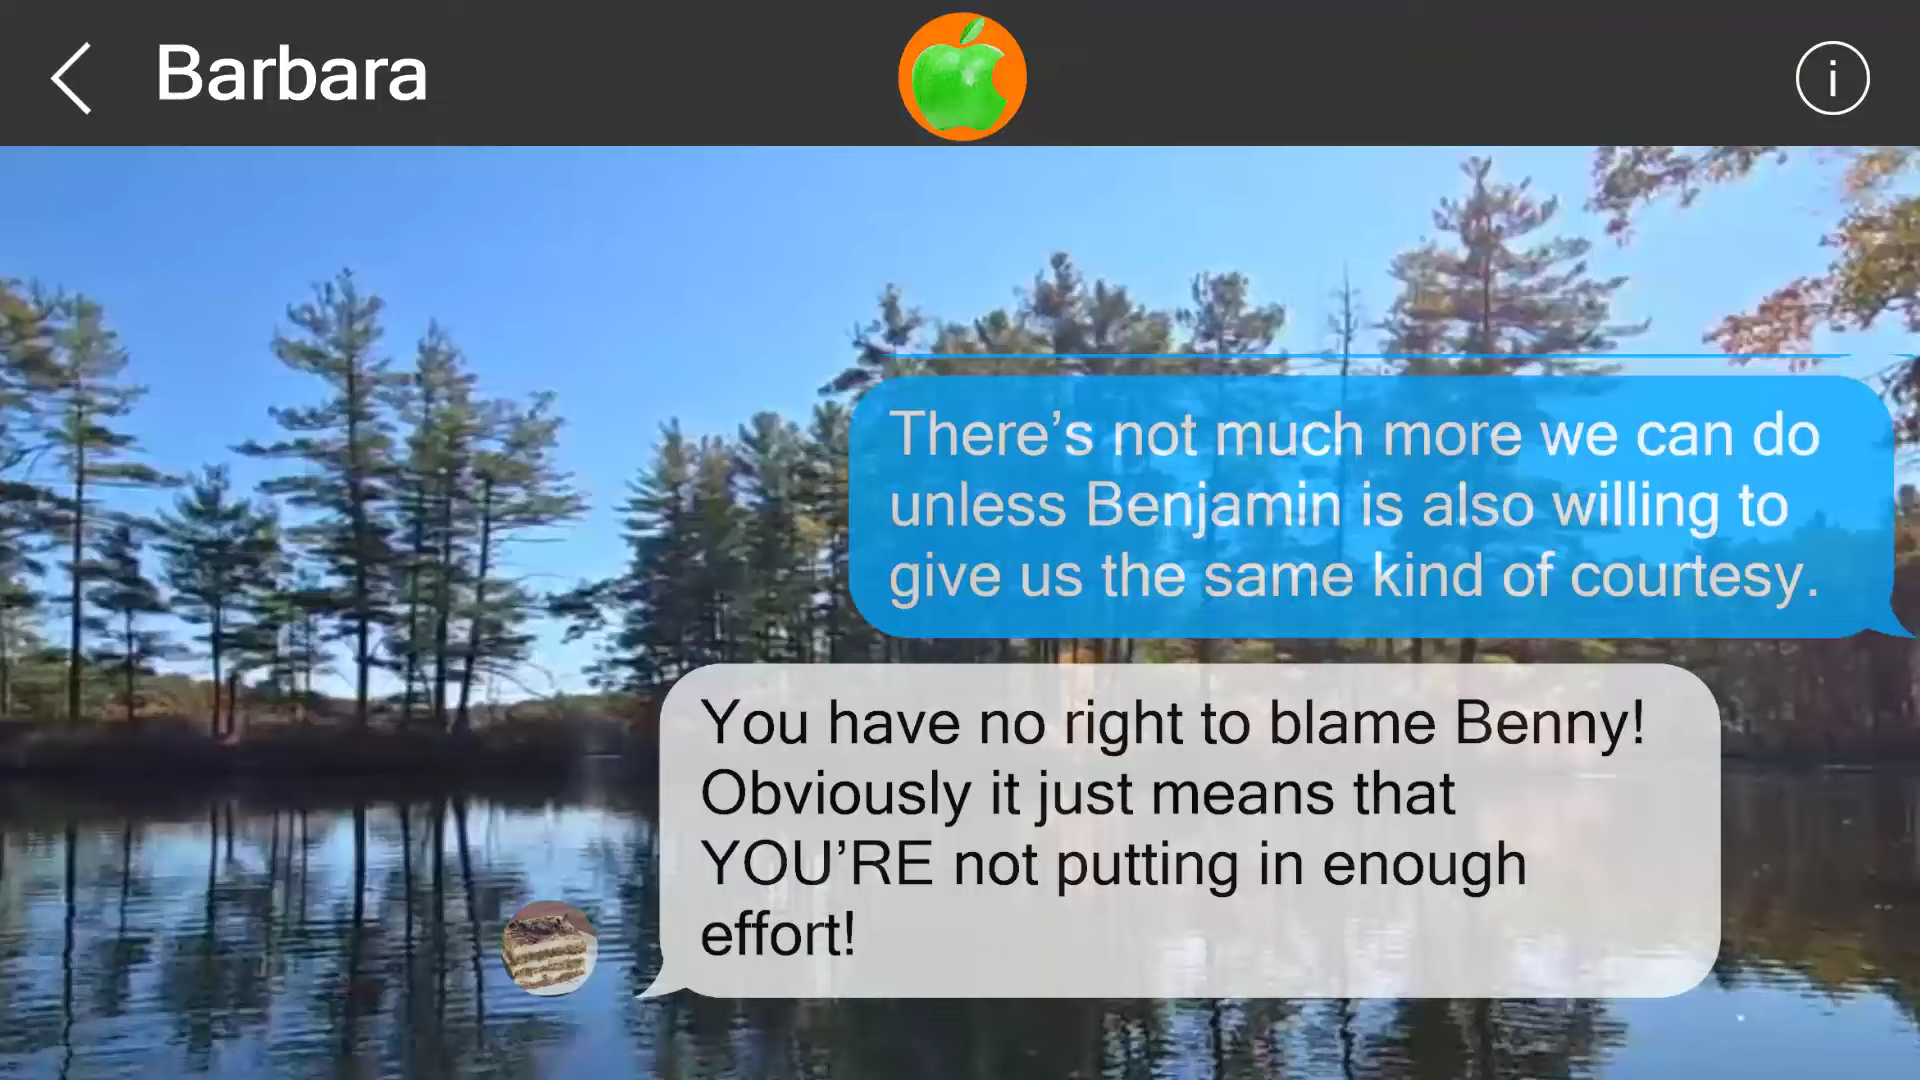 Barbara
i
There’s not much more we can do
unless Benjamin is also willing to
give us the same kind of courtesy.
You have no right to blame Benny!
Obviously it just means that
YOU’RE not putting in enough
effort!